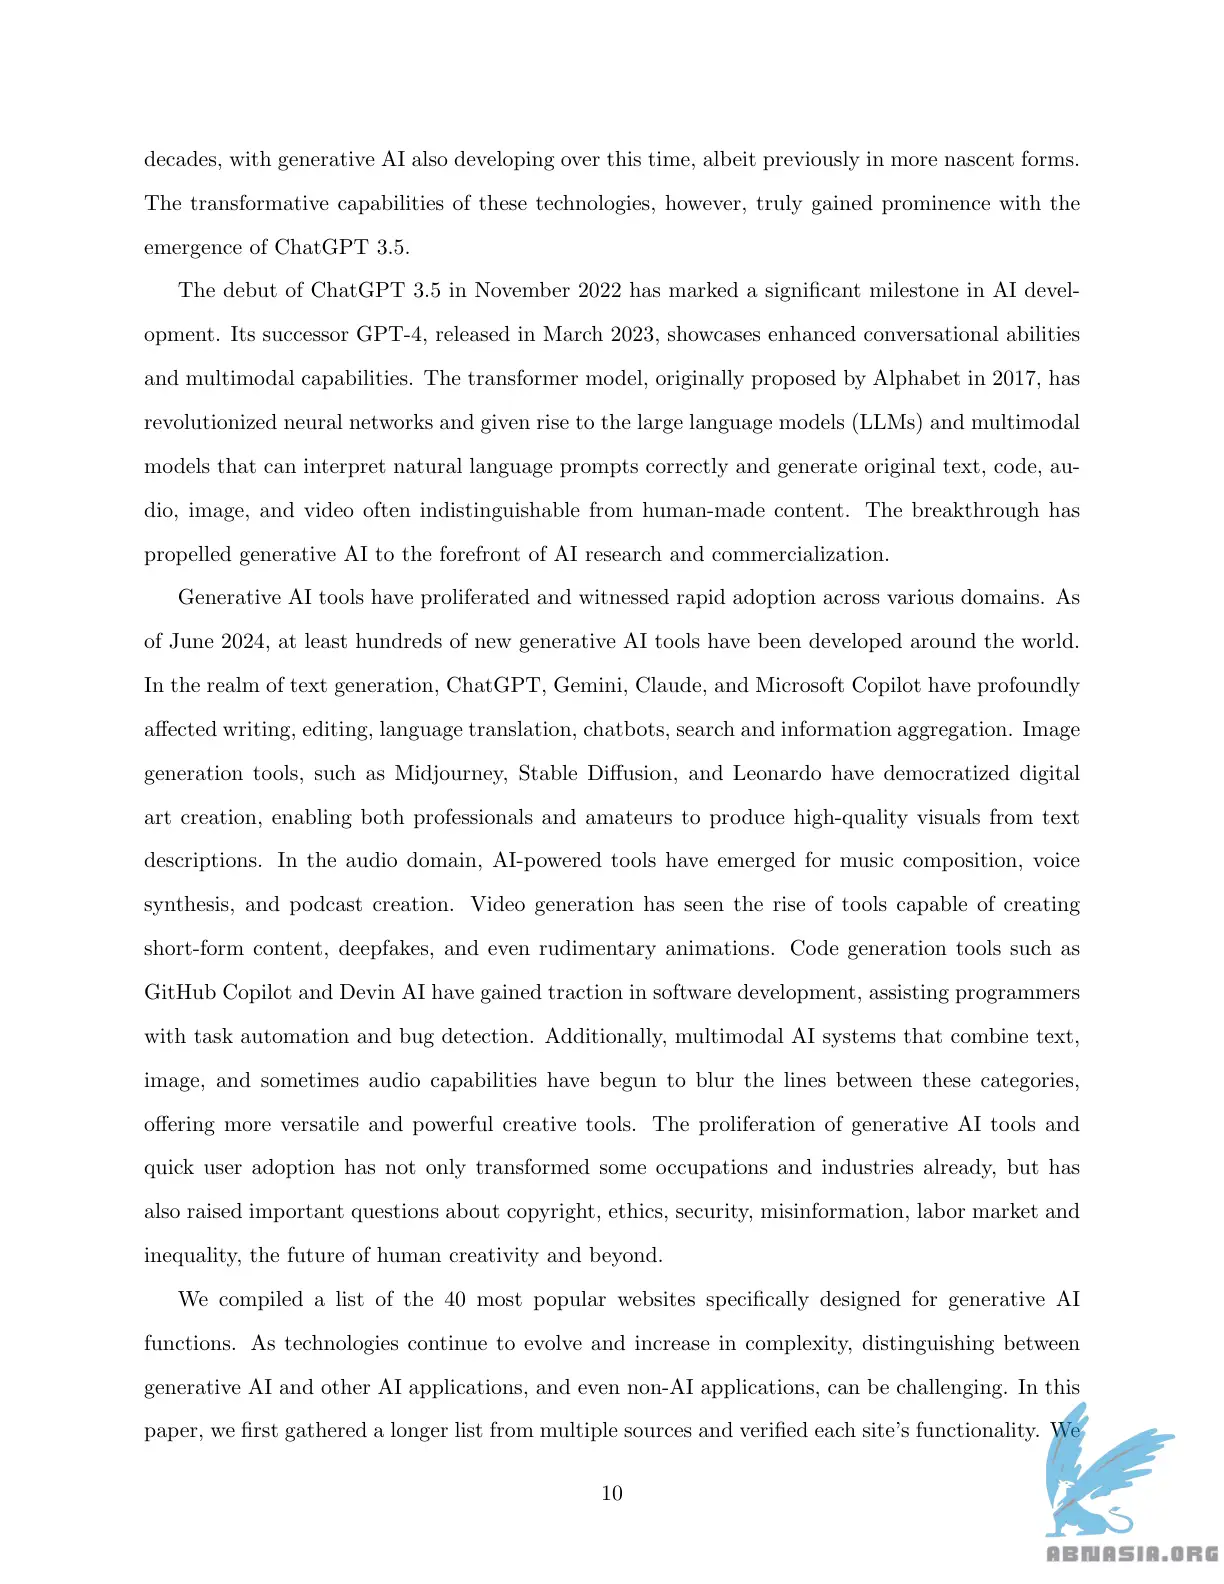 decades, with generative AI also developing over this time, albeit previously in more nascent forms.
The transformative capabilities of these technologies, however, truly gained prominence with the
emergence of ChatGPT 3.5.
The debut of ChatGPT 3.5 in November 2022 has marked a significant milestone in AI devel-
opment. Its successor GPT-4, released in March 2023, showcases enhanced conversational abilities
and multimodal capabilities. The transformer model, originally proposed by Alphabet in 2017, has
revolutionized neural networks and given rise to the large language models (LLMs) and multimodal
models that can interpret natural language prompts correctly and generate original text, code, au-
dio, image, and video often indistinguishable from human-made content. The breakthrough has
propelled generative AI to the forefront of AI research and commercialization.
Generative AI tools have proliferated and witnessed rapid adoption across various domains. As
of June 2024, at least hundreds of new generative AI tools have been developed around the world.
In the realm of text generation, ChatGPT, Gemini, Claude, and Microsoft Copilot have profoundly
affected writing, editing, language translation, chatbots, search and information aggregation. Image
generation tools, such as Midjourney, Stable Diffusion, and Leonardo have democratized digital
art creation, enabling both professionals and amateurs to produce high-quality visuals from text
descriptions. In the audio domain, AI-powered tools have emerged for music composition, voice
synthesis, and podcast creation. Video generation has seen the rise of tools capable of creating
short-form content, deepfakes, and even rudimentary animations. Code generation tools such as
GitHub Copilot and Devin AI have gained traction in software development, assisting programmers
with task automation and bug detection. Additionally, multimodal AI systems that combine text,
image, and sometimes audio capabilities have begun to blur the lines between these categories,
offering more versatile and powerful creative tools. The proliferation of generative AI tools and
quick user adoption has not only transformed some occupations and industries already, but has
also raised important questions about copyright, ethics, security, misinformation, labor market and
inequality, the future of human creativity and beyond.
We compiled a list of the 40 most popular websites specifically designed for generative AI
functions. As technologies continue to evolve and increase in complexity, distinguishing between
generative AI and other AI applications, and even non-AI applications, can be challenging. In this
paper, we first gathered a longer list from multiple sources and verified each site's functionality. We
10
ABNASIA.ORG